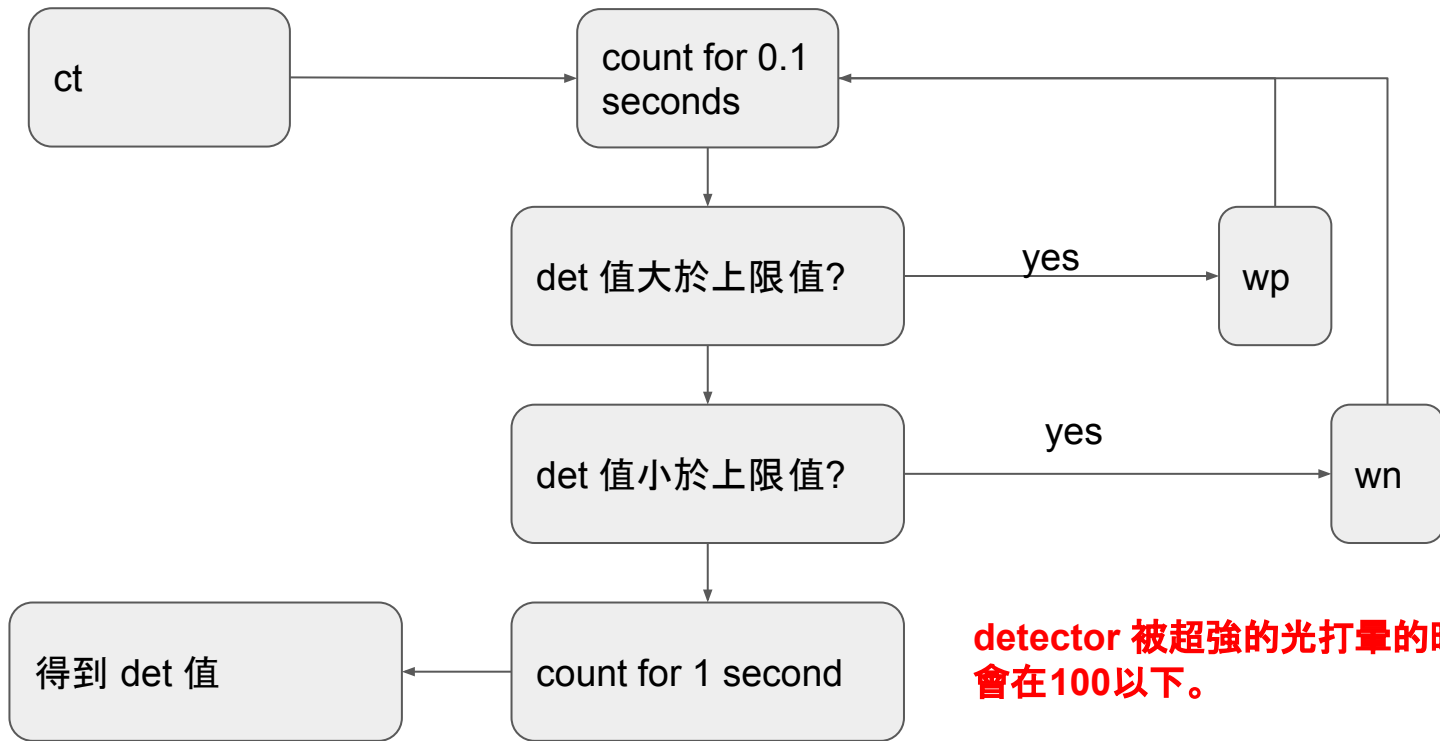 ct
count for 0.1
seconds
det 值大於上限值?
yes
wp
det 值小於上限值?
yes
wn
得到 det 值
count for 1 second
detector 被超強的光打暈的
會在100以下。